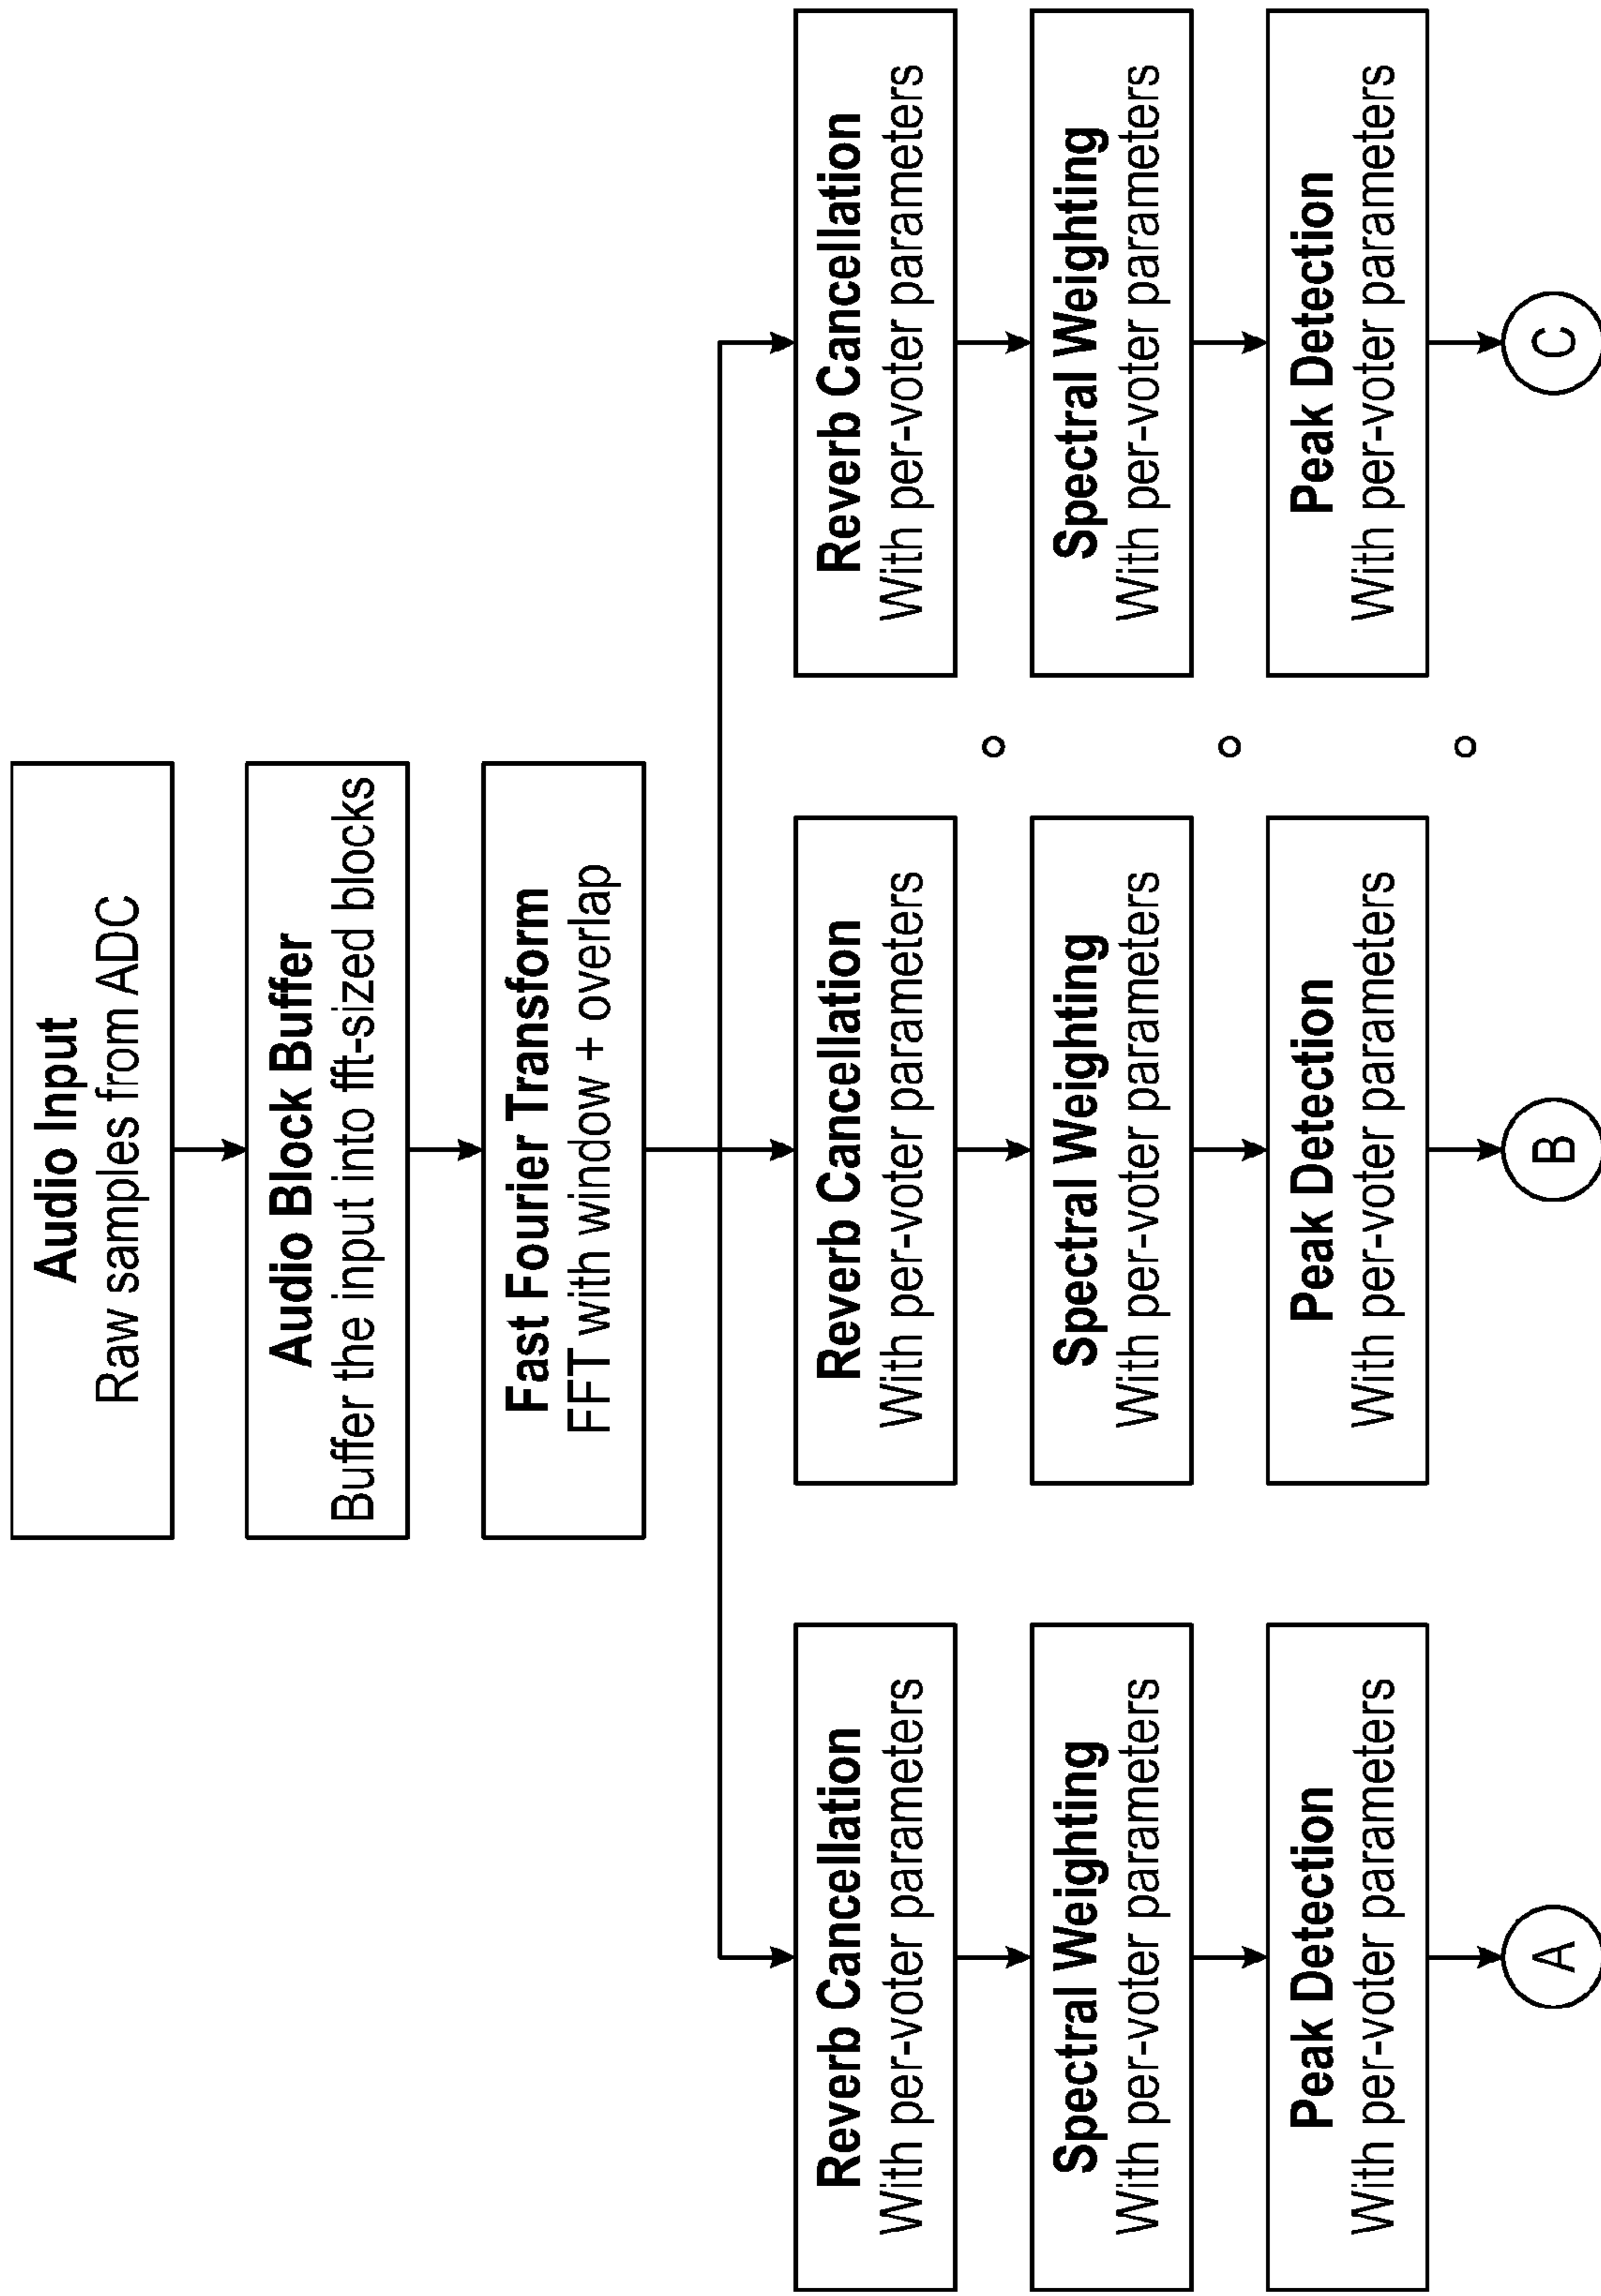 Audio Input
Raw samples from ADC
Audio Block Buffer
Buffer the input into fft-sized blocks
Fast Fourier Transform
FFT with window + overlap
Reverb Cancellation
With per-voter parameters
Spectral Weighting
With per-voter parameters
Peak Detection
With per-voter parameters
A
Reverb Cancellation
With per-voter parameters
Spectral Weighting
With per-voter parameters
Peak Detection
With per-voter parameters
B
Reverb Cancellation
With per-voter parameters
Spectral Weighting
With per-voter parameters
Peak Detection
With per-voter parameters
C